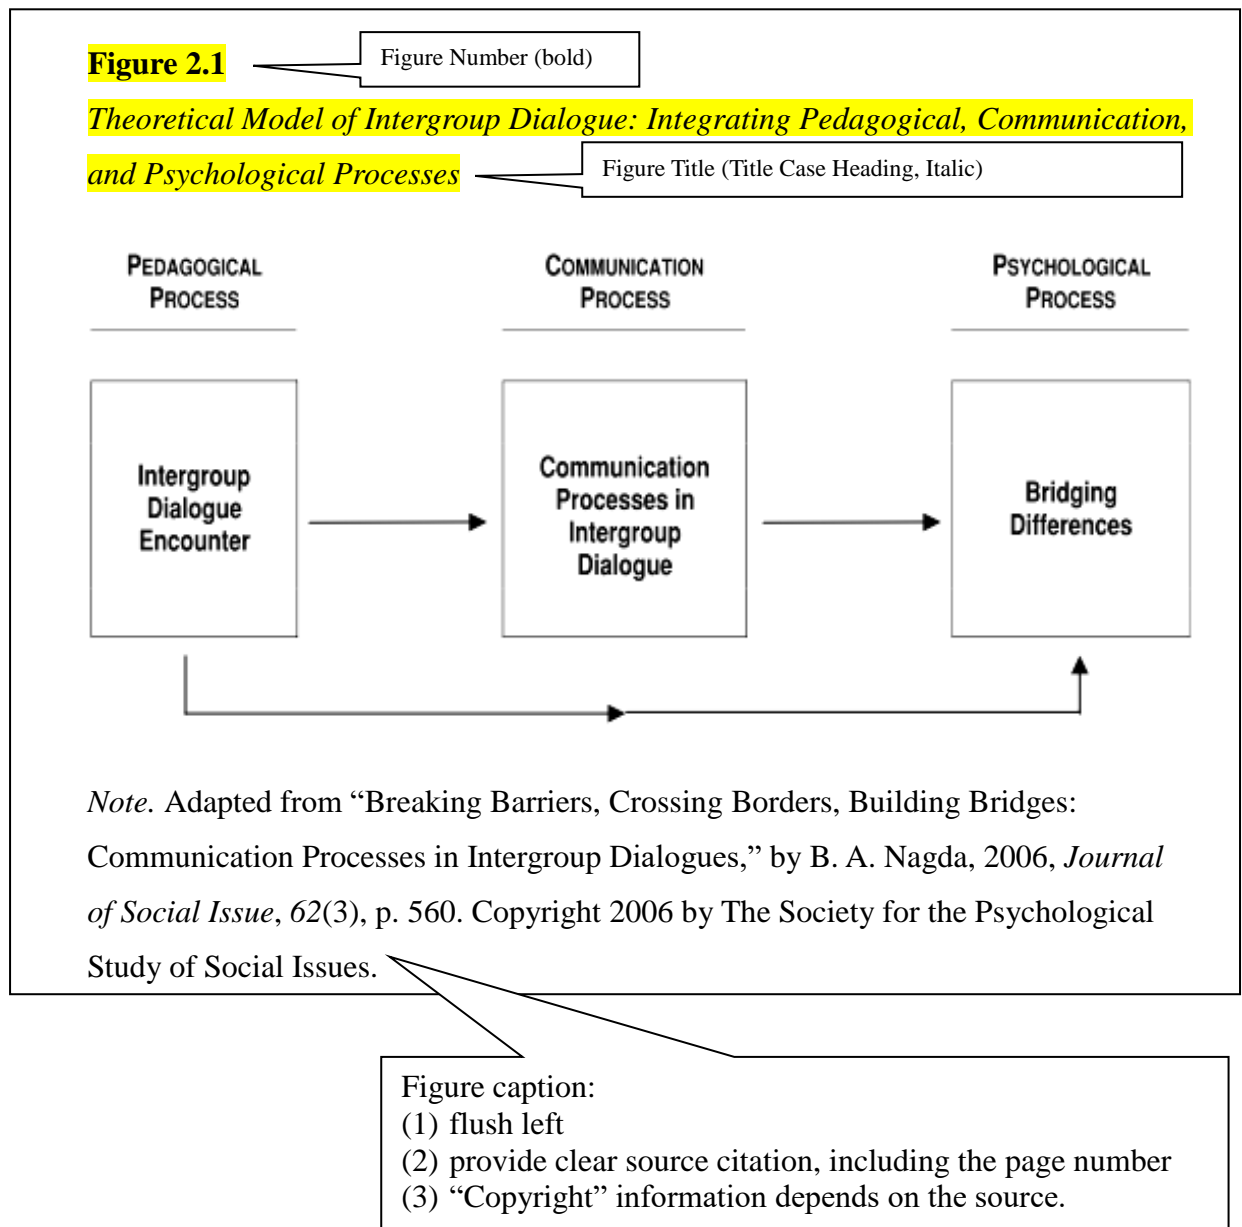 Figure 2.1
Figure Number (bold)
Theoretical Model of Intergroup Dialogue: Integrating Pedagogical, Communication,
and Psychological Processes
Figure Title (Title Case Heading, Italic)
PEDAGOGICAL
PROCESS
COMMUNICATION
PROCESS
PSYCHOLOGICAL
PROCESS
Intergroup
Dialogue
Encounter
Communication
Processes in
Intergroup
Dialogue
Bridging
Differences
Note. Adapted from “Breaking Barriers, Crossing Borders, Building Bridges:
Communication Processes in Intergroup Dialogues,” by B. A. Nagda, 2006, Journal
of Social Issue, 62(3), p. 560. Copyright 2006 by The Society for the Psychological
Study of Social Issues.
Figure caption:
(1) flush left
(2) provide clear source citation, including the page number
(3) “Copyright” information depends on the source.